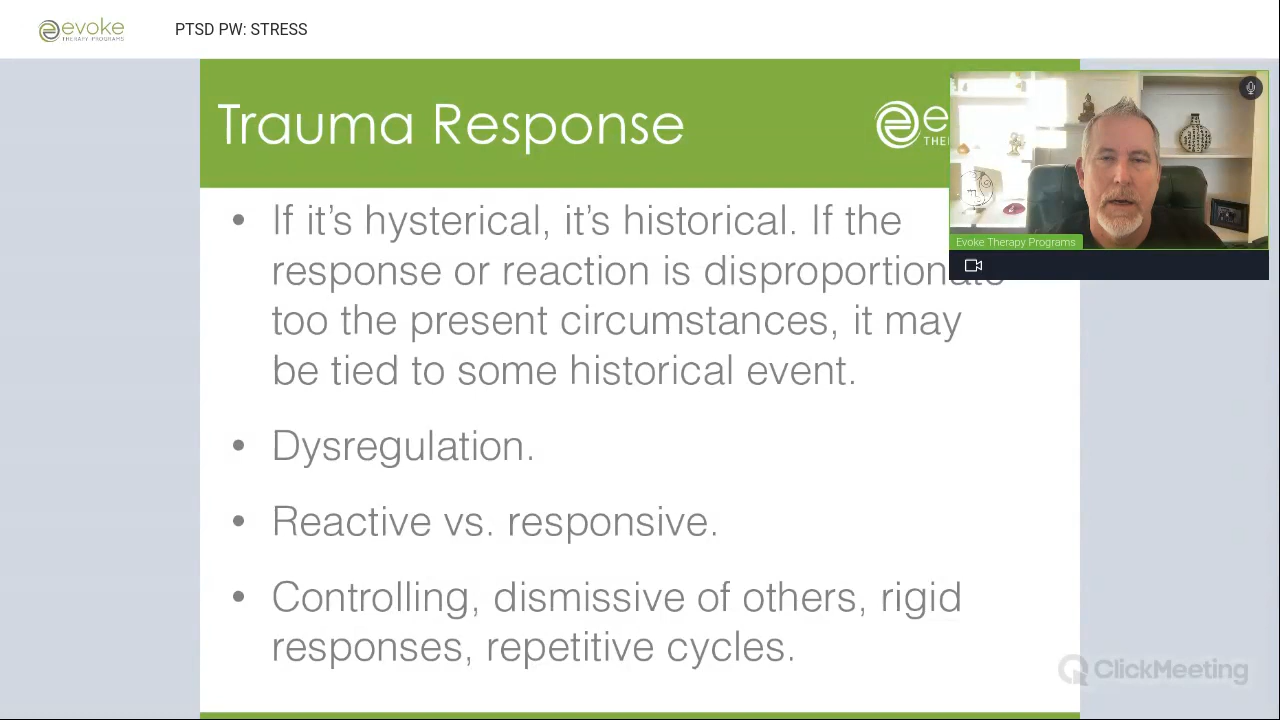 evoke
THERAPY PROGRAMS
PTSD PW: STRESS
Trauma Response
e
THE
Evoke Therapy Programs
• If it's hysterical, it's historical. If the
response or reaction is disproportionate
too the present circumstances, it may
be tied to some historical event.
• Dysregulation.
• Reactive vs. responsive.
• Controlling, dismissive of others, rigid
responses, repetitive cycles.
ClickMeeting